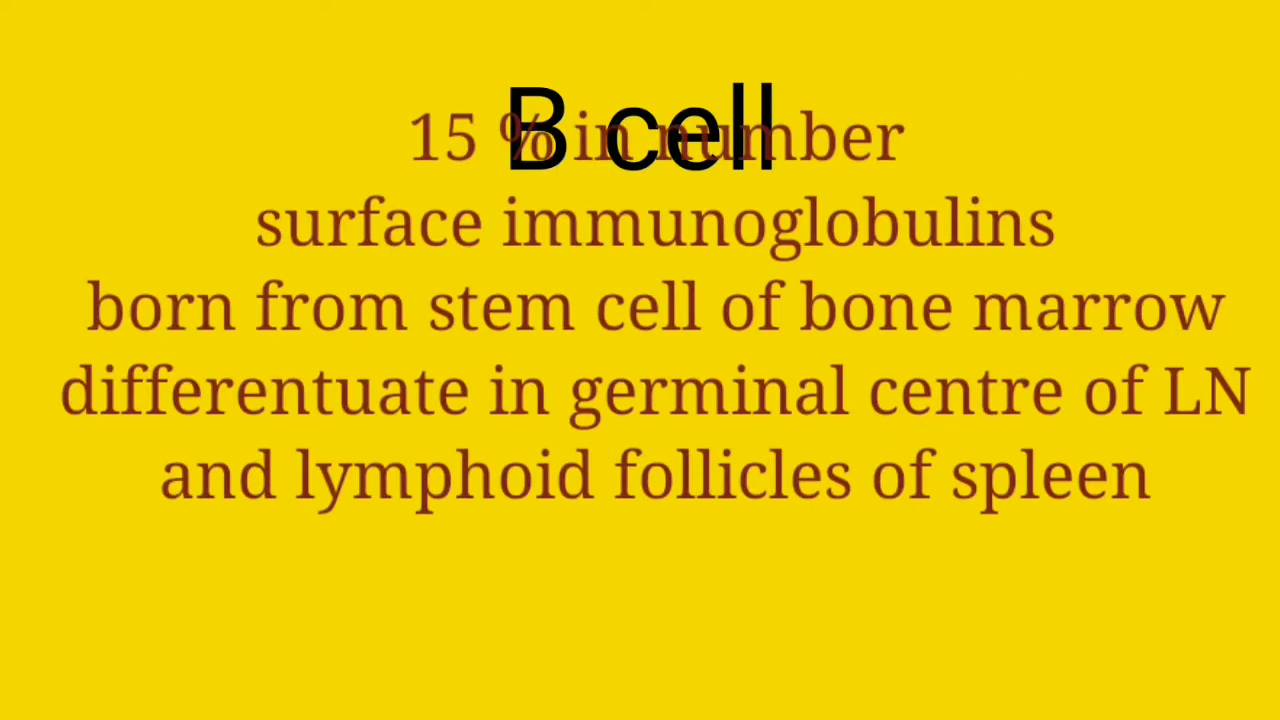 B cell
15 % in number
surface immunoglobulins
born from stem cell of bone marrow
differentuate in germinal centre of LN
and lymphoid follicles of spleen